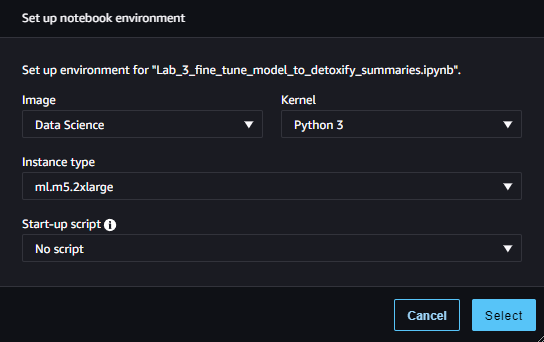 Set up notebook environment
Set up environment for "Lab_3_fine_tune_model_to_detoxify_summaries.ipynb".
Image
Kernel
Data Science
Python 3
Instance type
ml.m5.2xlarge
Start-up script
No script
Cancel
Select